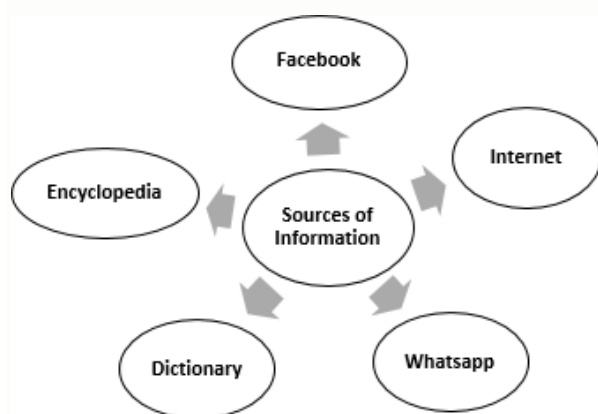 Facebook
Internet
Encyclopedia
Sources of
Information
Dictionary
Whatsapp